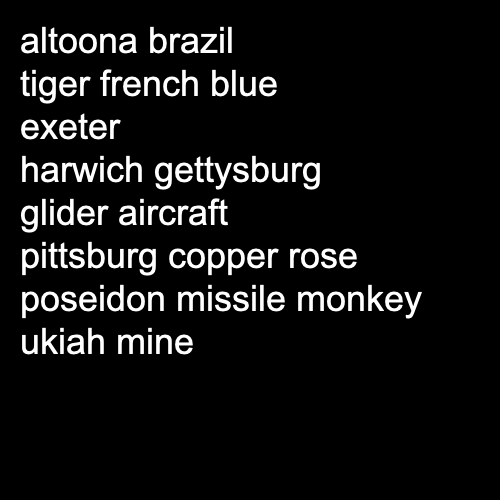 altoona brazil
tiger french blue
exeter
harwich gettysburg
glider aircraft
pittsburg copper rose
poseidon missile monkey
ukiah mine